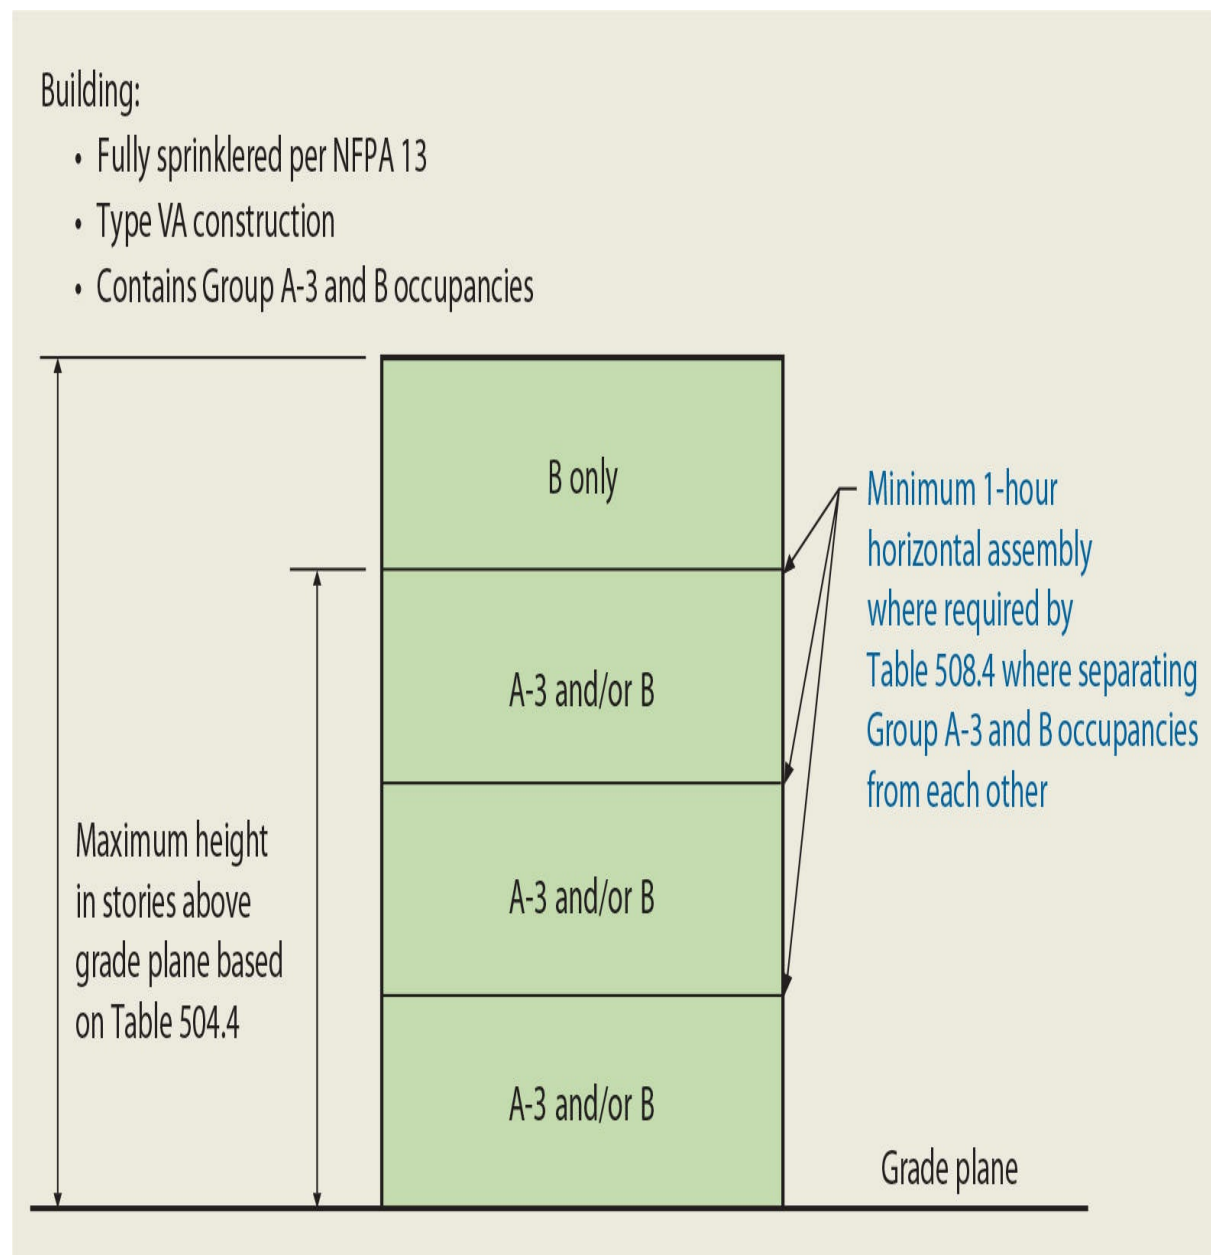 Building:
• Fully sprinklered per NFPA 13
• Type VA construction
• Contains Group A-3 and B occupancies
B only
Minimum 1-hour
horizontal assembly
where required by
Table 508.4 where separating
Group A-3 and B occupancies
from each other
A-3 and/or B
Maximum height
in stories above
grade plane based
on Table 504.4
A-3 and/or B
A-3 and/or B
Grade plane